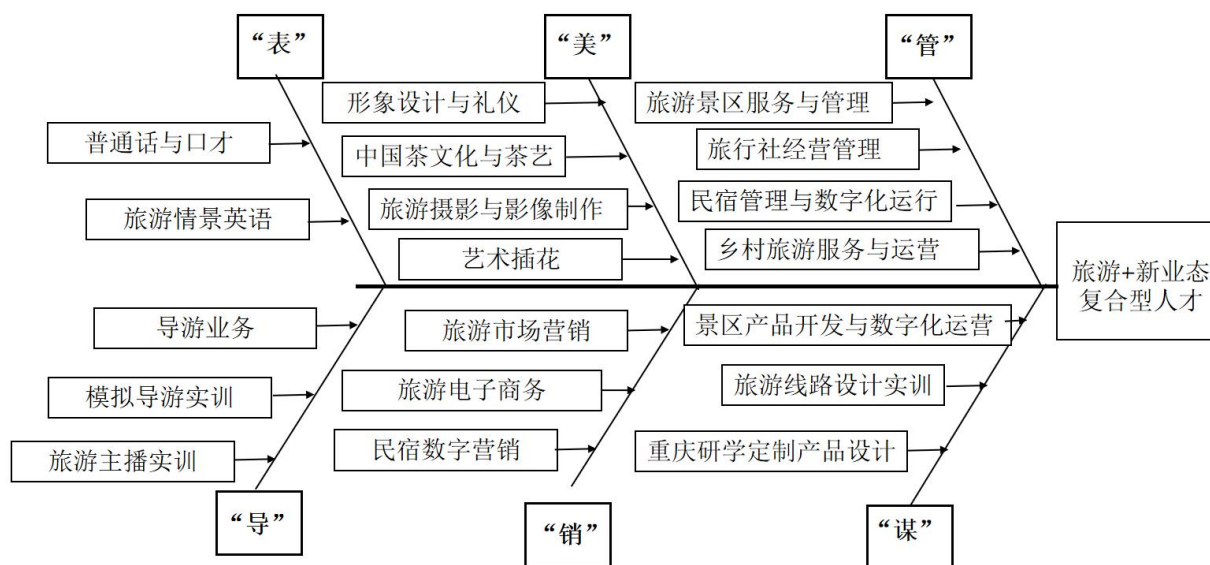 “表”
“美”
“管”
形象设计与礼仪
旅游景区服务与管理
普通话与口才
中国茶文化与茶艺
旅行社经营管理
旅游情景英语
旅游摄影与影像制作
民宿管理与数字化运行
艺术插花
乡村旅游服务与运营
旅游+新业态
复合型人才
导游业务
旅游市场营销
景区产品开发与数字化运营
模拟导游实训
旅游电子商务
旅游线路设计实训
旅游主播实训
民宿数字营销
重庆研学定制产品设计
“导”
“销”
“谋”